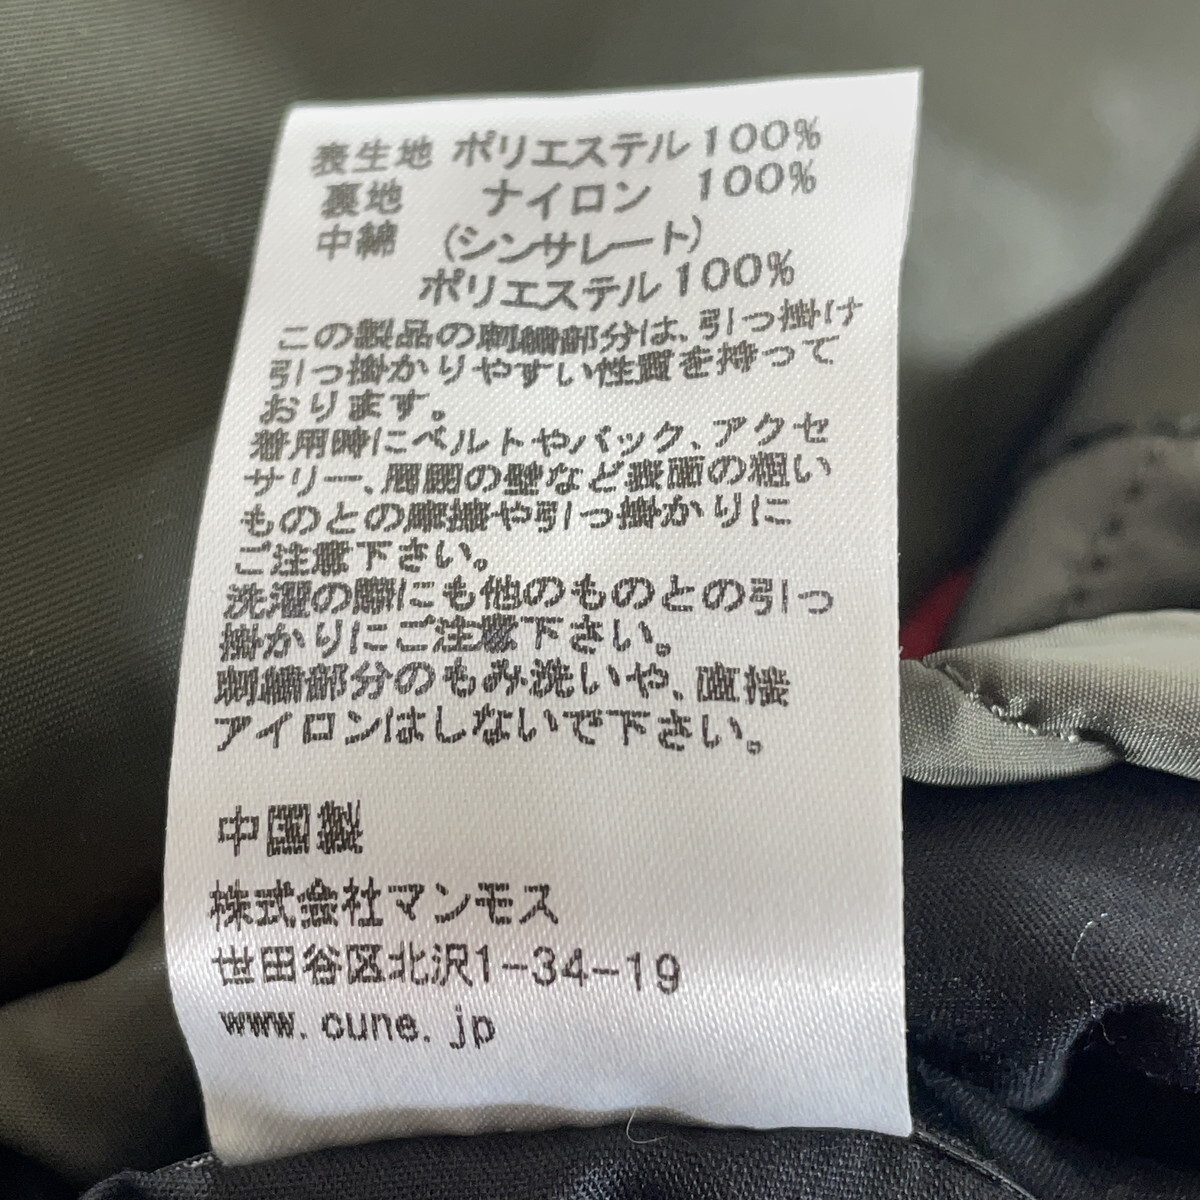 表生地 ポリエステル100%
裏地 ナイロン 100%
中綿 (シンサレート)
ポリエステル100%
この製品の刺繍部分は、引っ掛け
引っ掛かりやすい性質を持って
おります。
着用時にベルトやバック、アクセ
サリー、周囲の壁など表面の粗い
ものとの摩擦や引っ掛かりに
ご注意下さい。
洗濯の際にも他のものとの引っ
掛かりにご注意下さい。
刺繍部分のもみ洗いや、直接
アイロンはしないで下さい。
中国製
株式会社マンモス
世田谷区北沢1-34-19
www.cune.jp